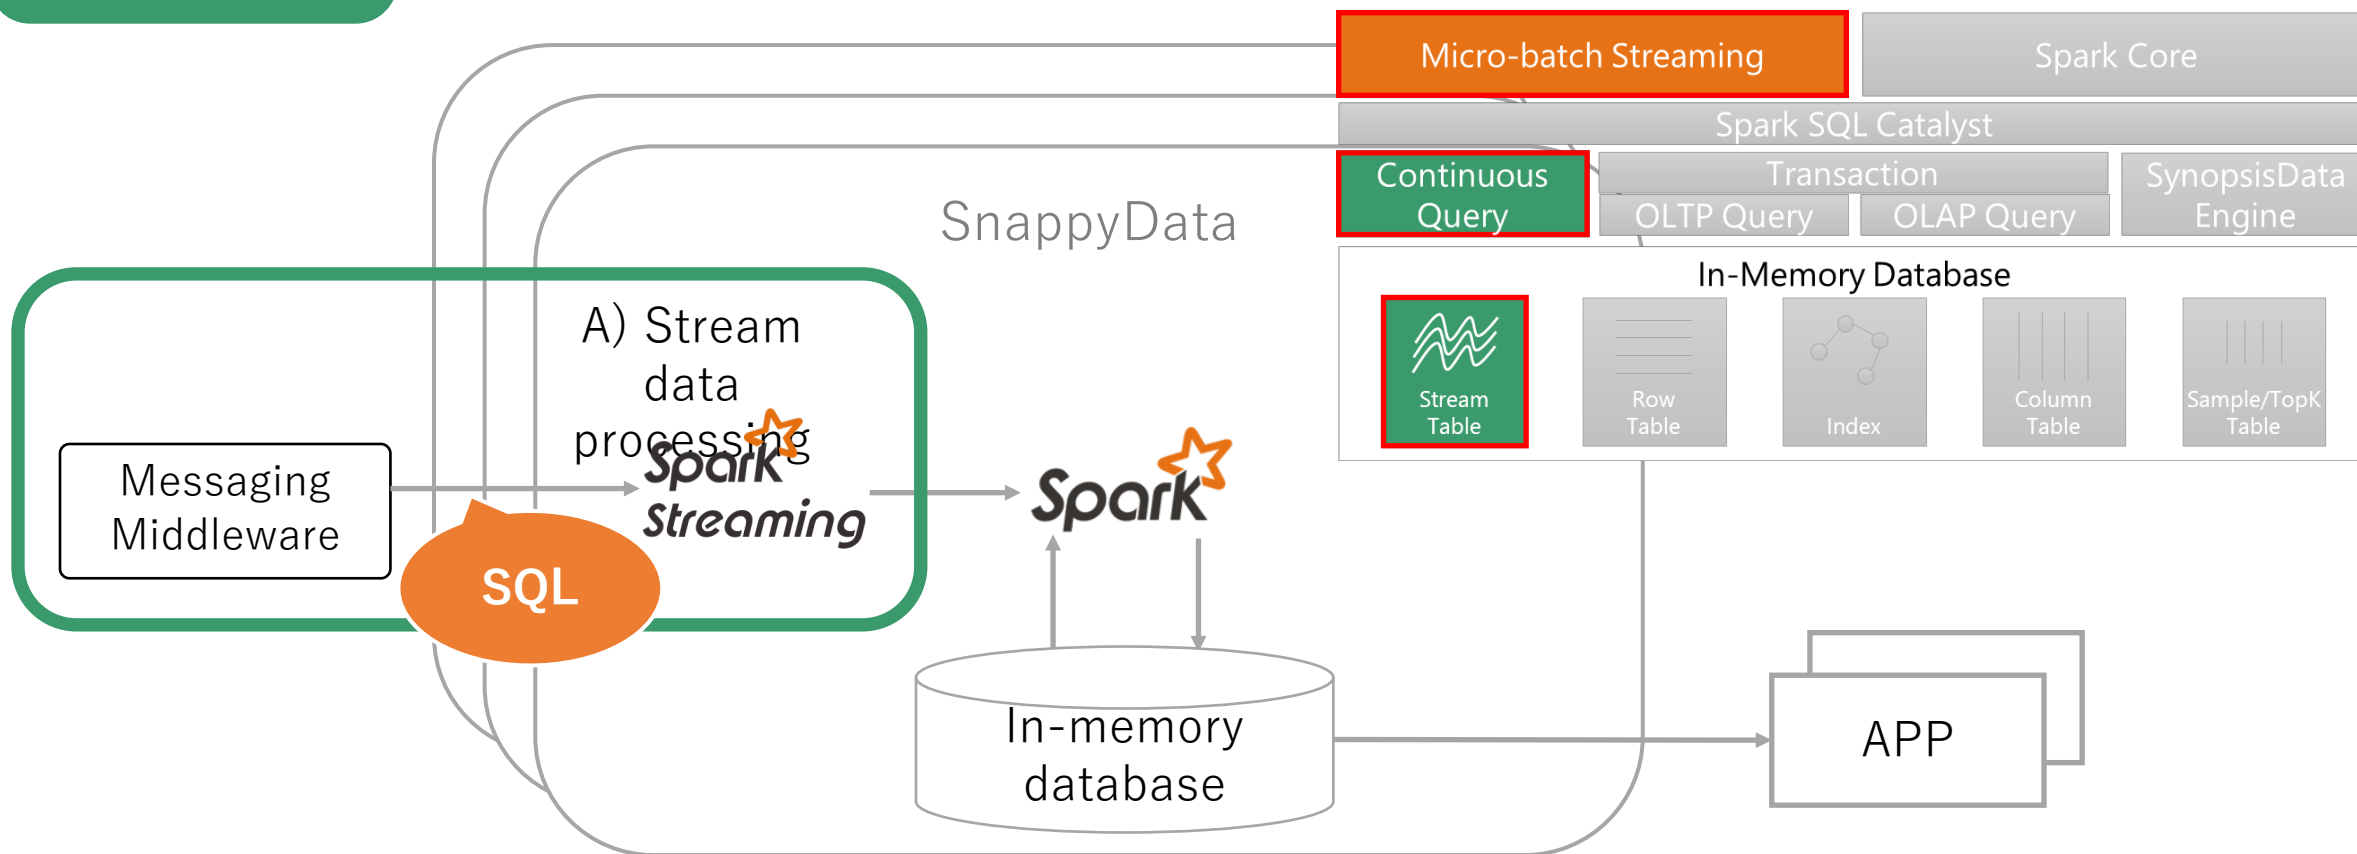 Micro-batch Streaming
Spark Core
Spark SQL Catalyst
Continuous
Query
Transaction
OLTP Query
OLAP Query
SynopsisData
Engine
In-Memory Database
Stream
Table
Row
Table
Index
Column
Table
Sample/TopK
Table
SnappyData
A) Stream
data
processing
Messaging
Middleware
Spark
Streaming
SQL
Spark
In-memory
database
APP